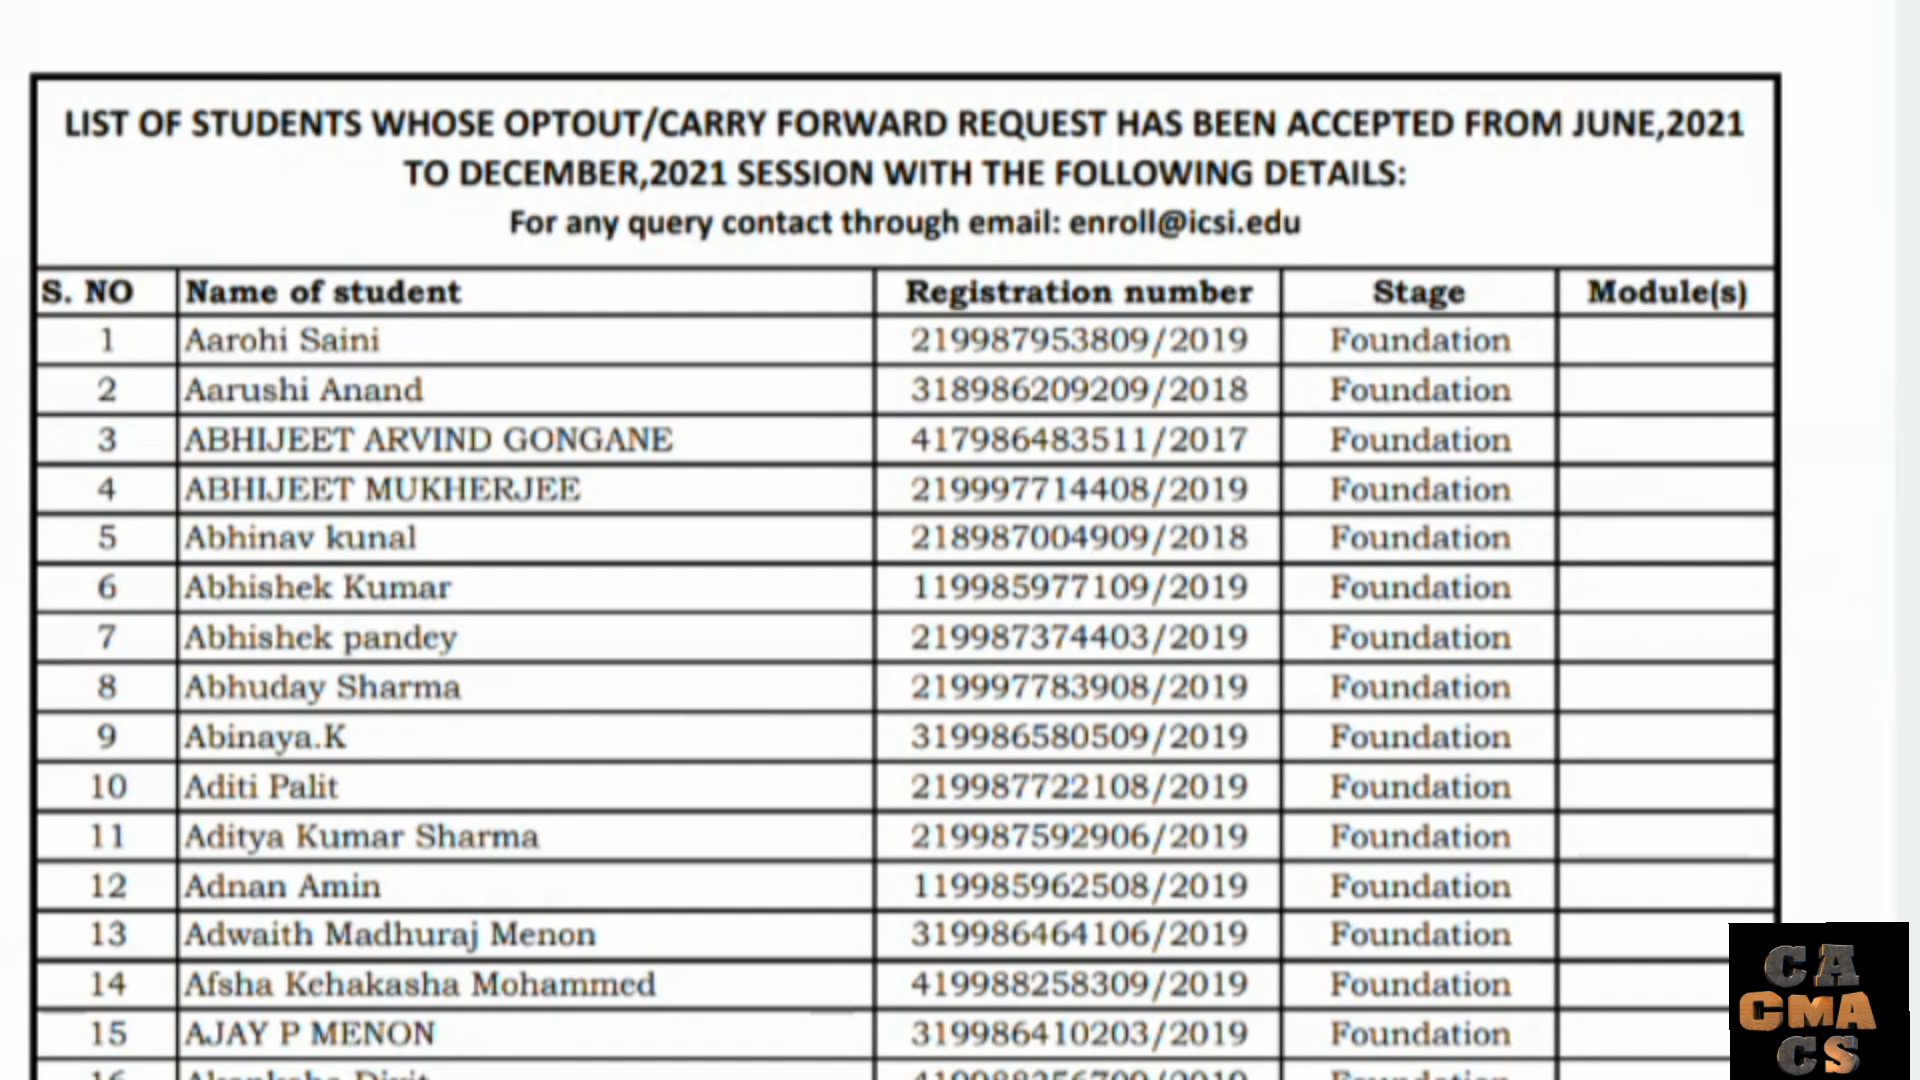 LIST OF STUDENTS WHOSE OPTOUT/CARRY FORWARD REQUEST HAS BEEN ACCEPTED FROM JUNE,2021
TO DECEMBER,2021 SESSION WITH THE FOLLOWING DETAILS:
For any query contact through email: enroll@icsi.edu
S. NO Name of student Registration number Stage Module(s)
1 Aarohi Saini 219987953809/2019 Foundation
2 Aarushi Anand 318986209209/2018 Foundation
3 ABHIJEET ARVIND GONGANE 417986483511/2017 Foundation
4 ABHIJEET MUKHERJEE 219997714408/2019 Foundation
5 Abhinav kunal 218987004909/2018 Foundation
6 Abhishek Kumar 119985977109/2019 Foundation
7 Abhishek pandey 219987374403/2019 Foundation
8 Abhuday Sharma 219997783908/2019 Foundation
9 Abinaya.K 319986580509/2019 Foundation
10 Aditi Palit 219987722108/2019 Foundation
11 Aditya Kumar Sharma 219987592906/2019 Foundation
12 Adnan Amin 119985962508/2019 Foundation
13 Adwaith Madhuraj Menon 319986464106/2019 Foundation
14 Afsha Kehakasha Mohammed 419988258309/2019 Foundation
15 AJAY P MENON 319986410203/2019 Foundation
CA
CMA
CS